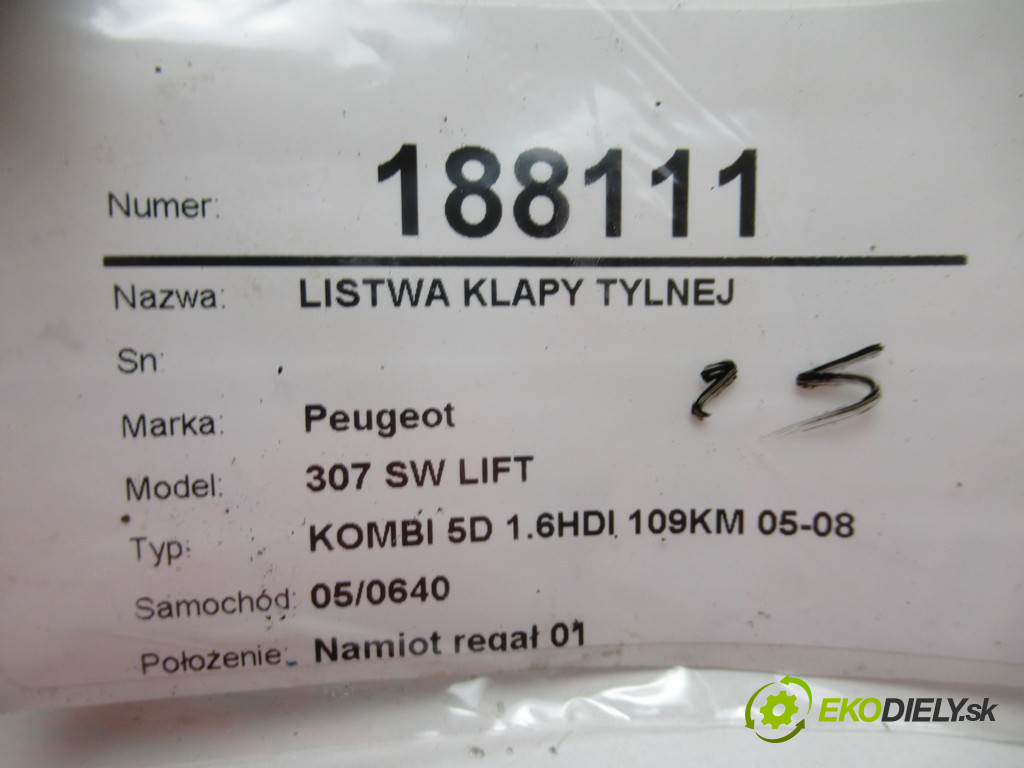 Numer: 188111
Nazwa: LISTWA KLAPY TYLNEJ
Sn:
25
Marka: Peugeot
Model: 307 SW LIFT
Typ: KOMBI 5D 1.6HDI 109KM 05-08
Samochód: 05/0640
Położenie: Namiot regał 01
EKODIELY.sk